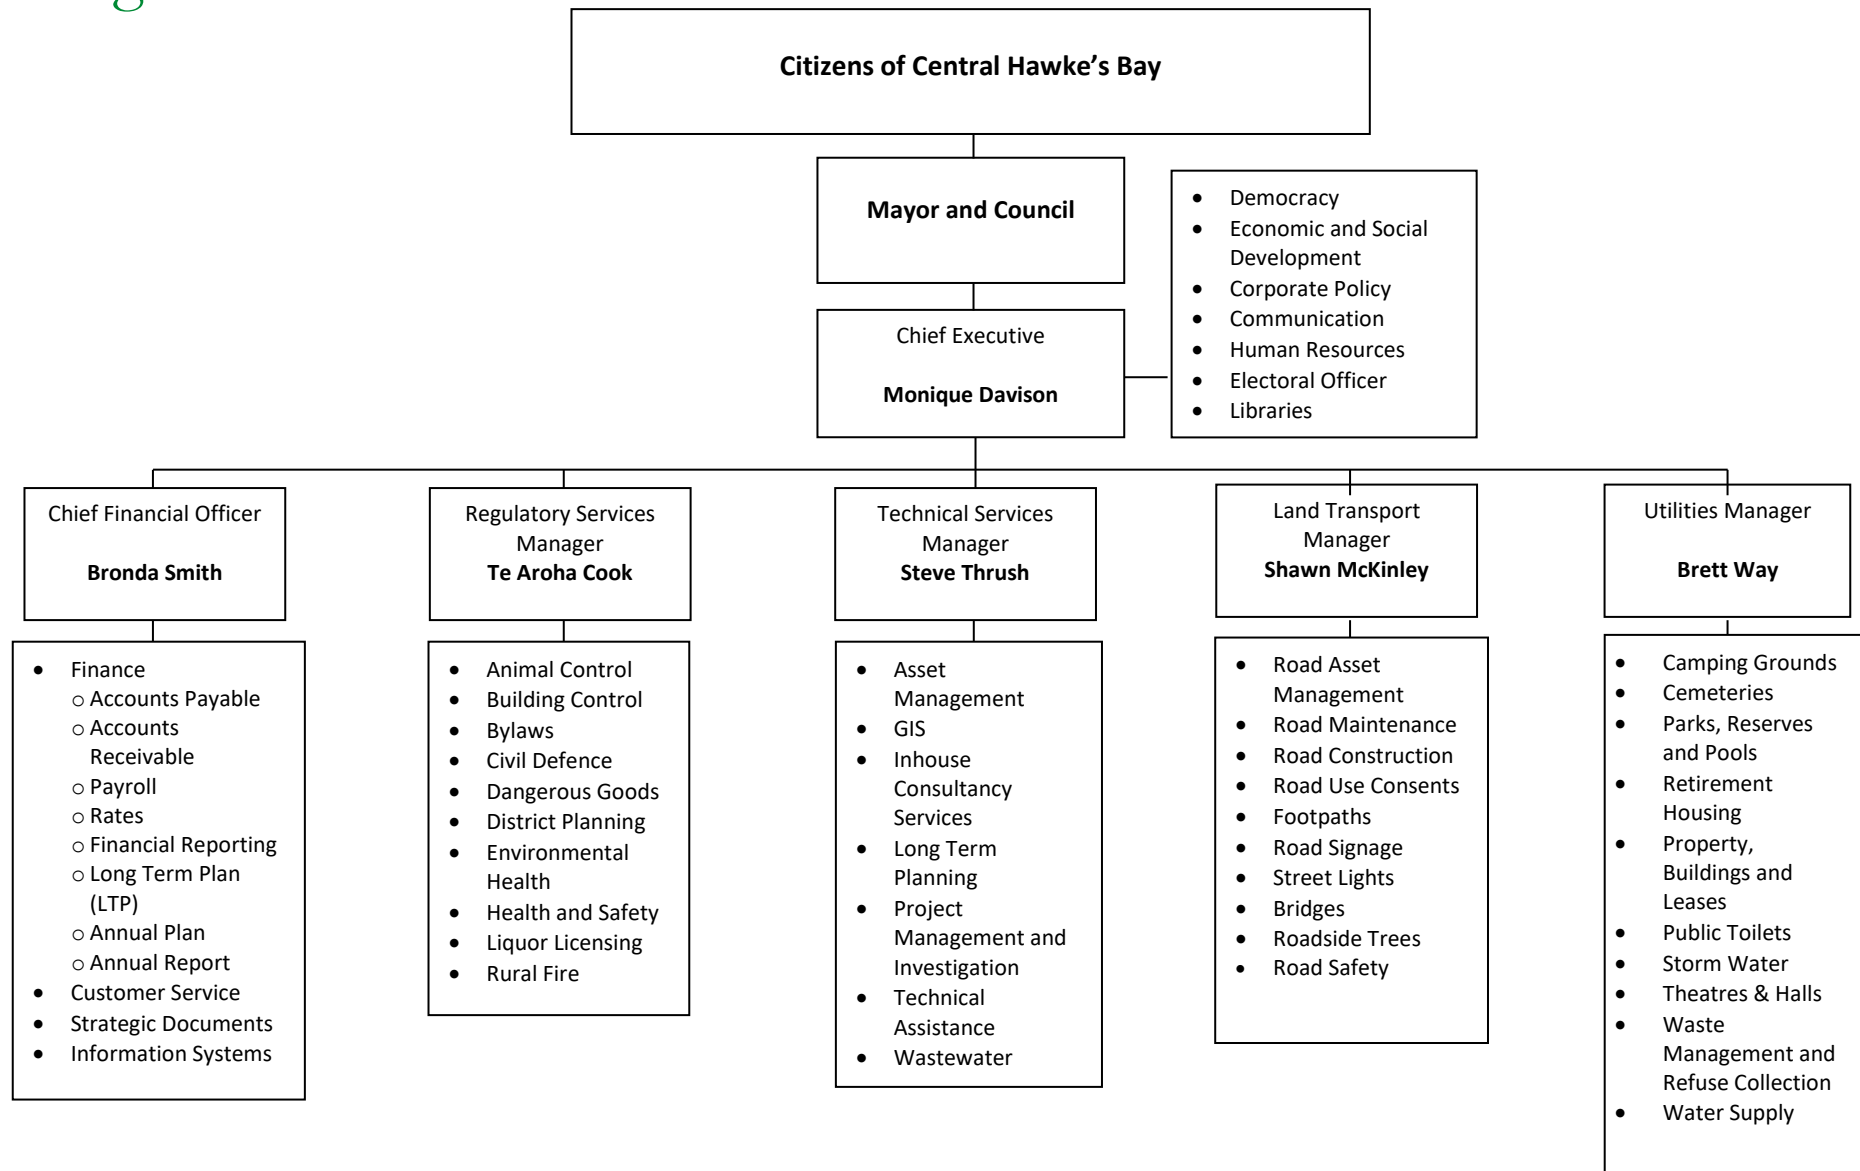 Citizens of Central Hawke's Bay
Mayor and Council
• Democracy
• Economic and Social
Development
• Corporate Policy
• Communication
• Human Resources
• Electoral Officer
• Libraries
Chief Executive
Monique Davison
Chief Financial Officer
Bronda Smith
Regulatory Services
Manager
Te Aroha Cook
Technical Services
Manager
Steve Thrush
Land Transport
Manager
Shawn McKinley
Utilities Manager
Brett Way
• Finance
o Accounts Payable
o Accounts
Receivable
o Payroll
o Rates
o Financial Reporting
o Long Term Plan
(LTP)
o Annual Plan
o Annual Report
• Customer Service
• Strategic Documents
• Information Systems
• Animal Control
• Building Control
• Bylaws
• Civil Defence
• Dangerous Goods
• District Planning
• Environmental
Health
• Health and Safety
• Liquor Licensing
• Rural Fire
• Asset
Management
• GIS
• Inhouse
Consultancy
Services
• Long Term
Planning
• Project
Management and
Investigation
• Technical
Assistance
• Wastewater
• Road Asset
Management
• Road Maintenance
• Road Construction
• Road Use Consents
• Footpaths
• Road Signage
• Street Lights
• Bridges
• Roadside Trees
• Road Safety
• Camping Grounds
• Cemeteries
• Parks, Reserves
and Pools
• Retirement
Housing
• Property,
Buildings and
Leases
• Public Toilets
• Storm Water
• Theatres & Halls
• Waste
Management and
Refuse Collection
• Water Supply